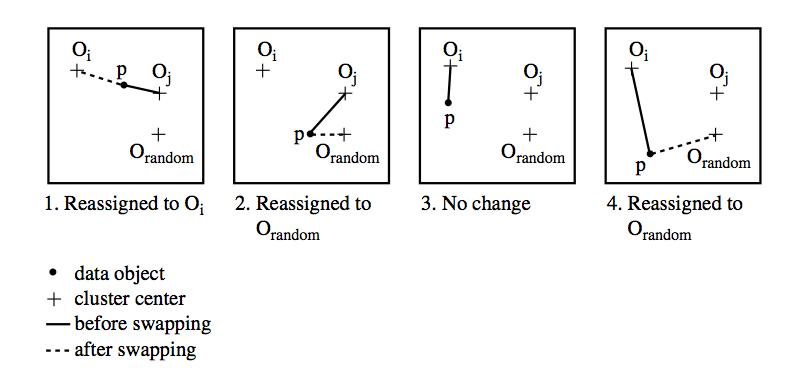 Oi
p
Oj
Orandom
Oi
Oj
p
Orandom
Oi
Oj
p
Orandom
Oi
Oj
p
Orandom
1. Reassigned to Oi
2. Reassigned to
Orandom
3. No change
4. Reassigned to
Orandom
data object
cluster center
before swapping
after swapping